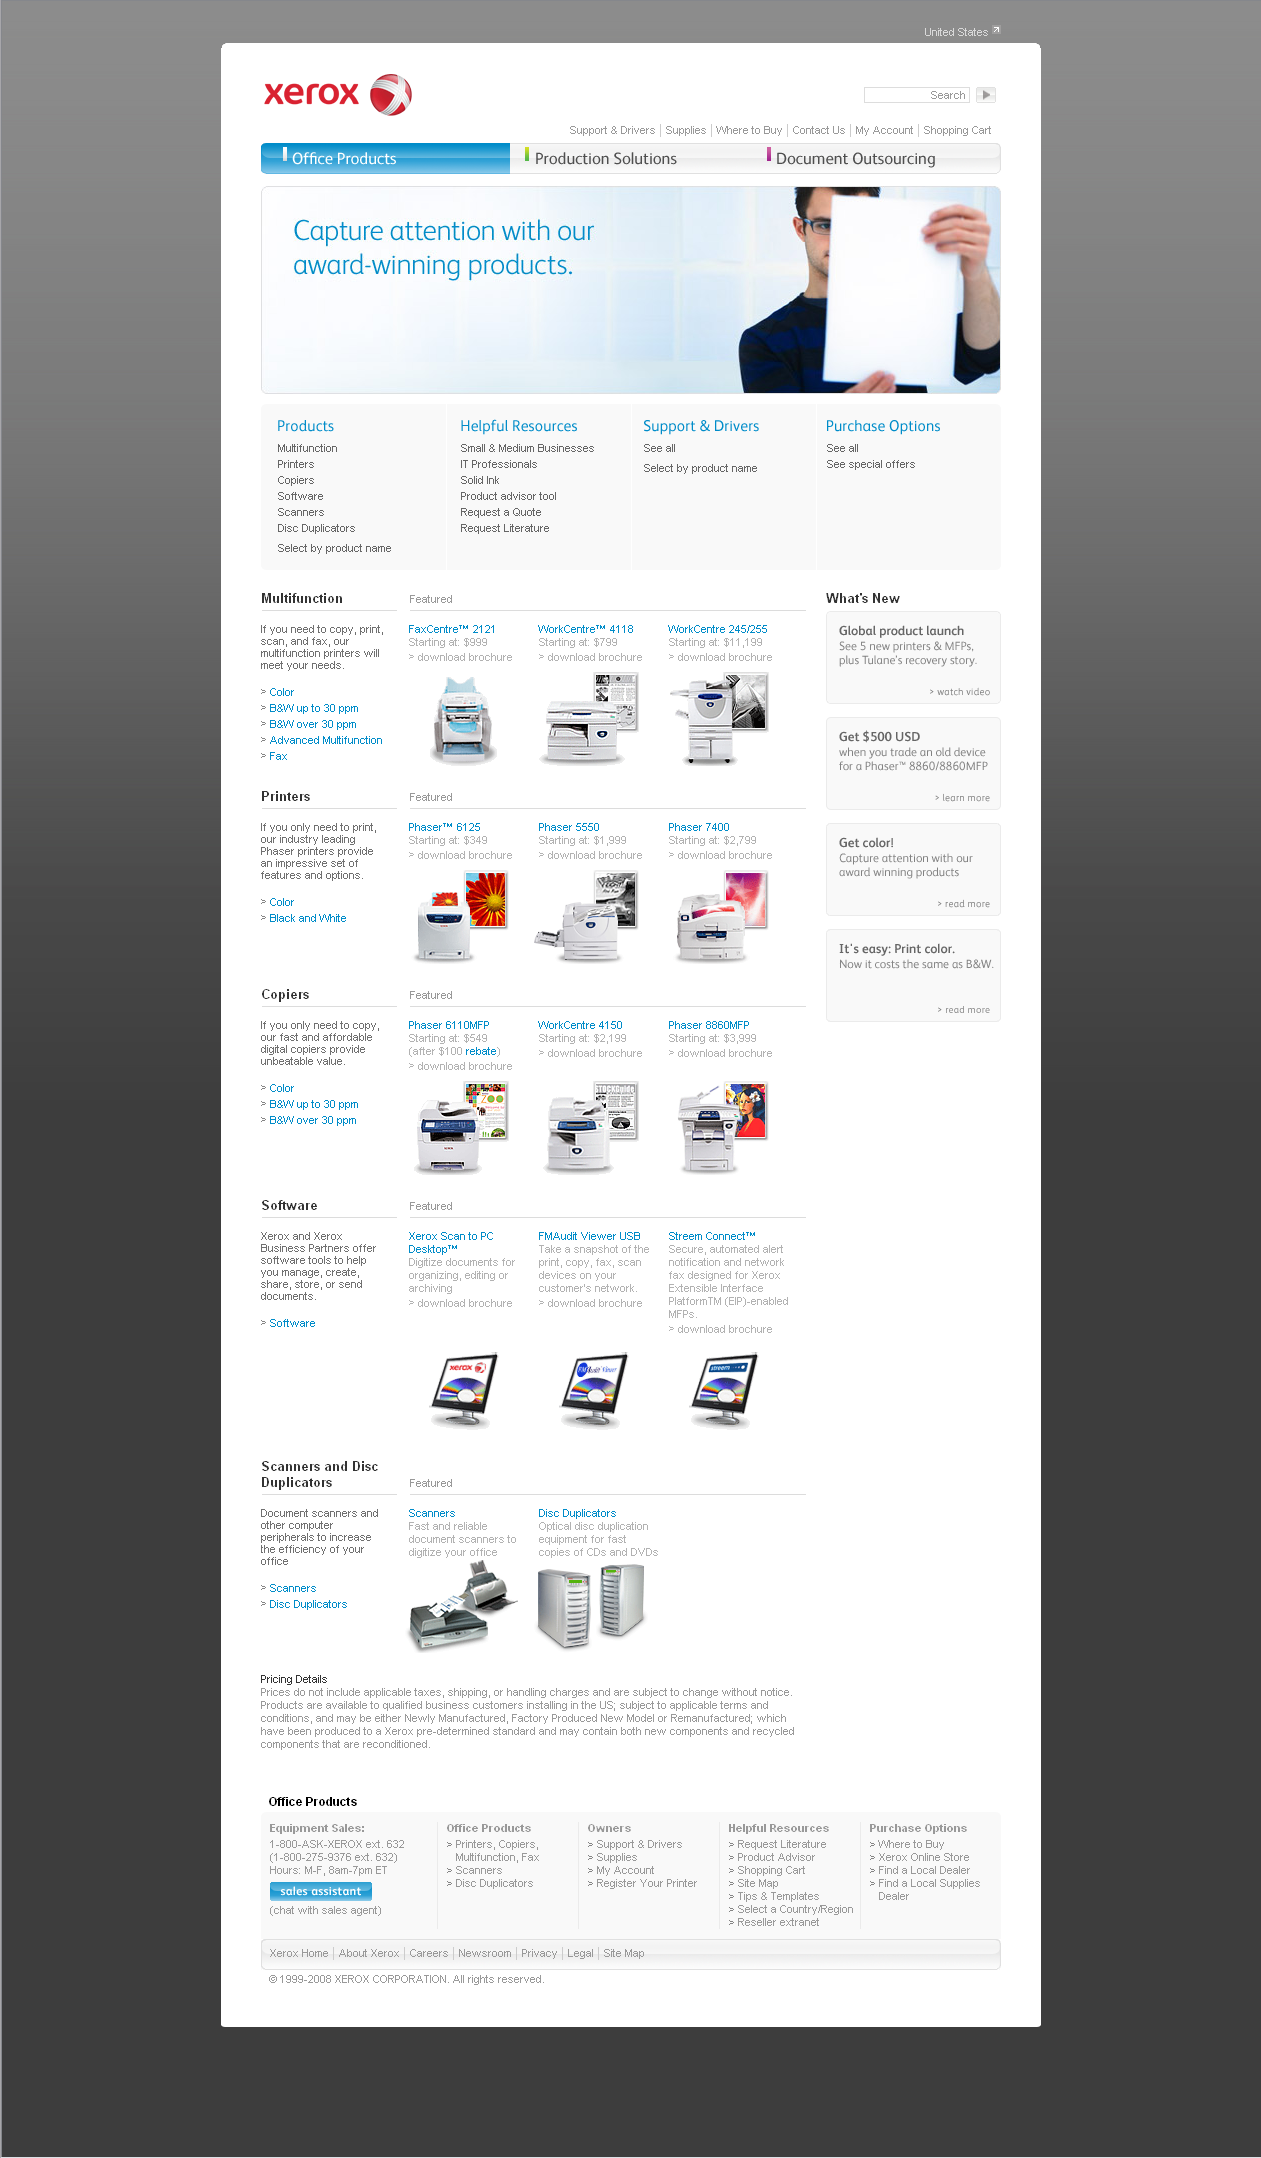 United States
xerox
Search
Support & Drivers | Supplies | Where to Buy | Contact Us | My Account | Shopping Cart
Office Products
Production Solutions
Document Outsourcing
Capture attention with our
award-winning products.
Products
Multifunction
Printers
Copiers
Software
Scanners
Disc Duplicators
Select by product name
Helpful Resources
Small & Medium Businesses
IT Professionals
Solid Ink
Product advisor tool
Request a Quote
Request Literature
Support & Drivers
See all
Select by product name
Purchase Options
See all
See special offers
Multifunction
If you need to copy, print,
scan, and fax, our
multifunction printers will
meet your needs.
> Color
> B&W up to 30 ppm
> B&W over 30 ppm
> Advanced Multifunction
> Fax
Featured
FaxCentre™ 2121
Starting at: $999
> download brochure
WorkCentre™ 4118
Starting at: $799
> download brochure
WorkCentre 245/255
Starting at: $11,199
> download brochure
What's New
Global product launch
See 5 new printers & MFPs,
plus Tulane's recovery story.
> watch video
Get $500 USD
when you trade an old device
for a Phaser™ 8860/8860MFP
> learn more
Get color!
Capture attention with our
award winning products
> read more
It's easy: Print color.
Now it costs the same as B&W.
> read more
Printers
If you only need to print,
our industry leading
Phaser printers provide
an impressive set of
features and options.
> Color
> Black and White
Featured
Phaser™ 6125
Starting at: $349
> download brochure
Phaser 5550
Starting at: $1,999
> download brochure
Phaser 7400
Starting at: $2,799
> download brochure
Copiers
If you only need to copy,
our fast and affordable
digital copiers provide
unbeatable value.
> Color
> B&W up to 30 ppm
> B&W over 30 ppm
Featured
Phaser 6110MFP
Starting at: $549
(after $100 rebate)
> download brochure
WorkCentre 4150
Starting at: $2,199
> download brochure
Phaser 8860MFP
Starting at: $3,999
> download brochure
Software
Xerox and Xerox
Business Partners offer
software tools to help
you manage, create,
share, store, or send
documents.
> Software
Featured
Xerox Scan to PC
Desktop™
Digitize documents for
organizing, editing or
archiving
> download brochure
FMAudit Viewer USB
Take a snapshot of the
print, copy, fax, scan
devices on your
customer's network.
> download brochure
Streem Connect™
Secure, automated alert
notification and network
fax designed for Xerox
Extensible Interface
PlatformTM (EIP)-enabled
MFPs.
> download brochure
xerox
FMAudit Viewer
streem
Scanners and Disc
Duplicators
Document scanners and
other computer
peripherals to increase
the efficiency of your
office
> Scanners
> Disc Duplicators
Featured
Scanners
Fast and reliable
document scanners to
digitize your office
Disc Duplicators
Optical disc duplication
equipment for fast
copies of CDs and DVDs
Pricing Details
Prices do not include applicable taxes, shipping, or handling charges and are subject to change without notice.
Products are available to qualified business customers installing in the US; subject to applicable terms and
conditions, and may be either Newly Manufactured, Factory Produced New Model or Remanufactured; which
have been produced to a Xerox pre-determined standard and may contain both new components and recycled
components that are reconditioned.
Office Products
Equipment Sales:
1-800-ASK-XEROX ext. 632
(1-800-275-9376 ext. 632)
Hours: M-F, 8am-7pm ET
sales assistant
(chat with sales agent)
Office Products
> Printers, Copiers,
Multifunction, Fax
> Scanners
> Disc Duplicators
Owners
> Support & Drivers
> Supplies
> My Account
> Register Your Printer
Helpful Resources
> Request Literature
> Product Advisor
> Shopping Cart
> Site Map
> Tips & Templates
> Select a Country/Region
> Reseller extranet
Purchase Options
> Where to Buy
> Xerox Online Store
> Find a Local Dealer
> Find a Local Supplies
Dealer
Xerox Home | About Xerox | Careers | Newsroom | Privacy | Legal | Site Map
© 1999-2008 XEROX CORPORATION. All rights reserved.